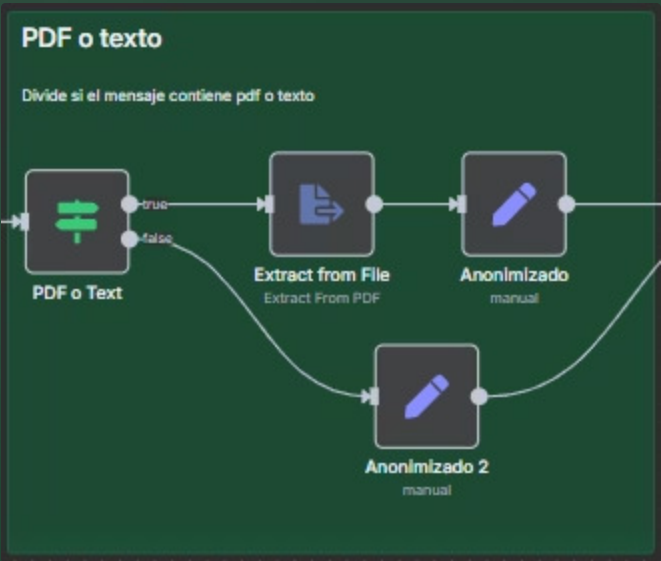 PDF o texto
Divide si el mensaje contiene pdf o texto
true
false
PDF o Text
Extract from File
Extract From PDF
Anonimizado
manual
Anonimizado 2
manual